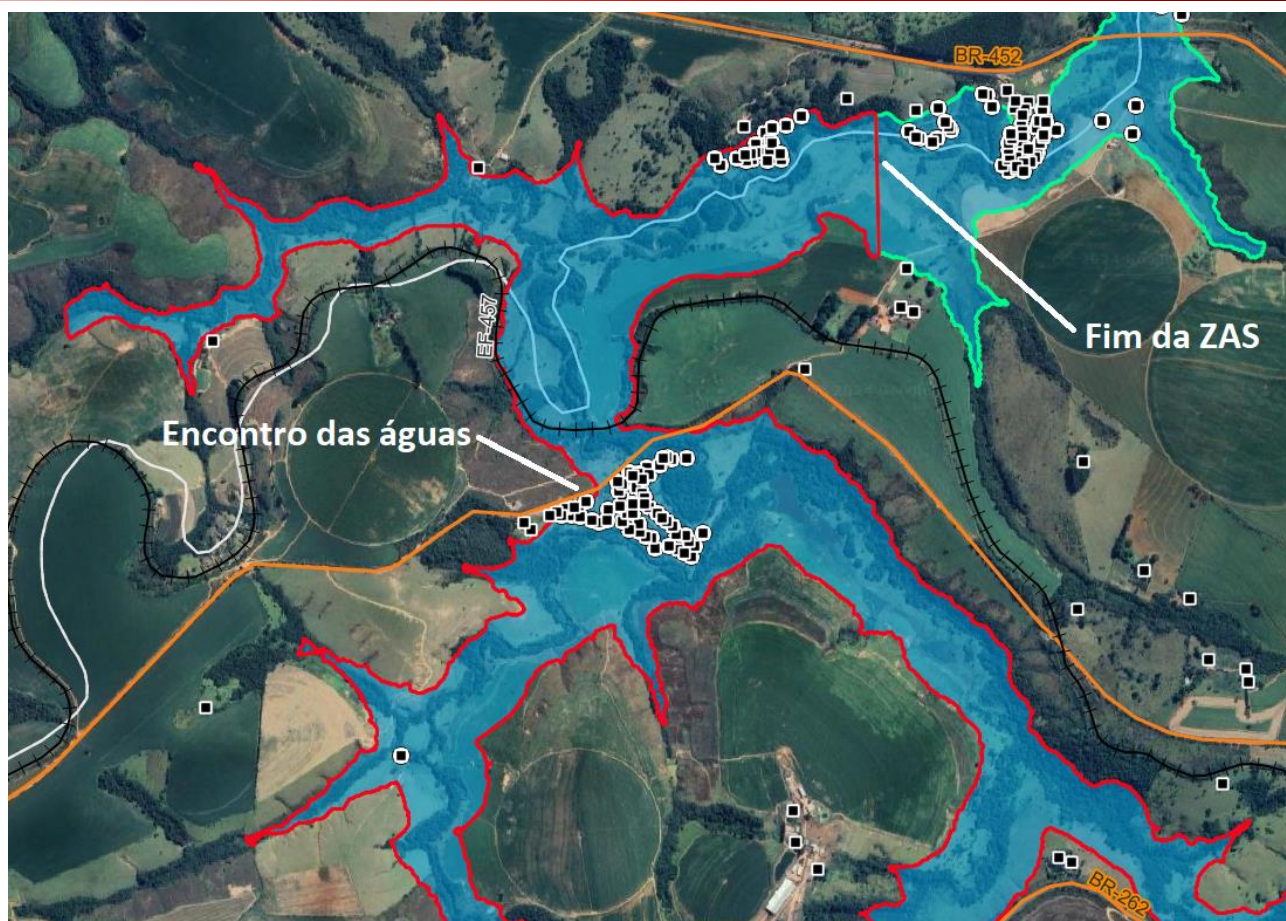 BR-452
EF-457
Fim da ZAS
Encontro das águas
BR-262